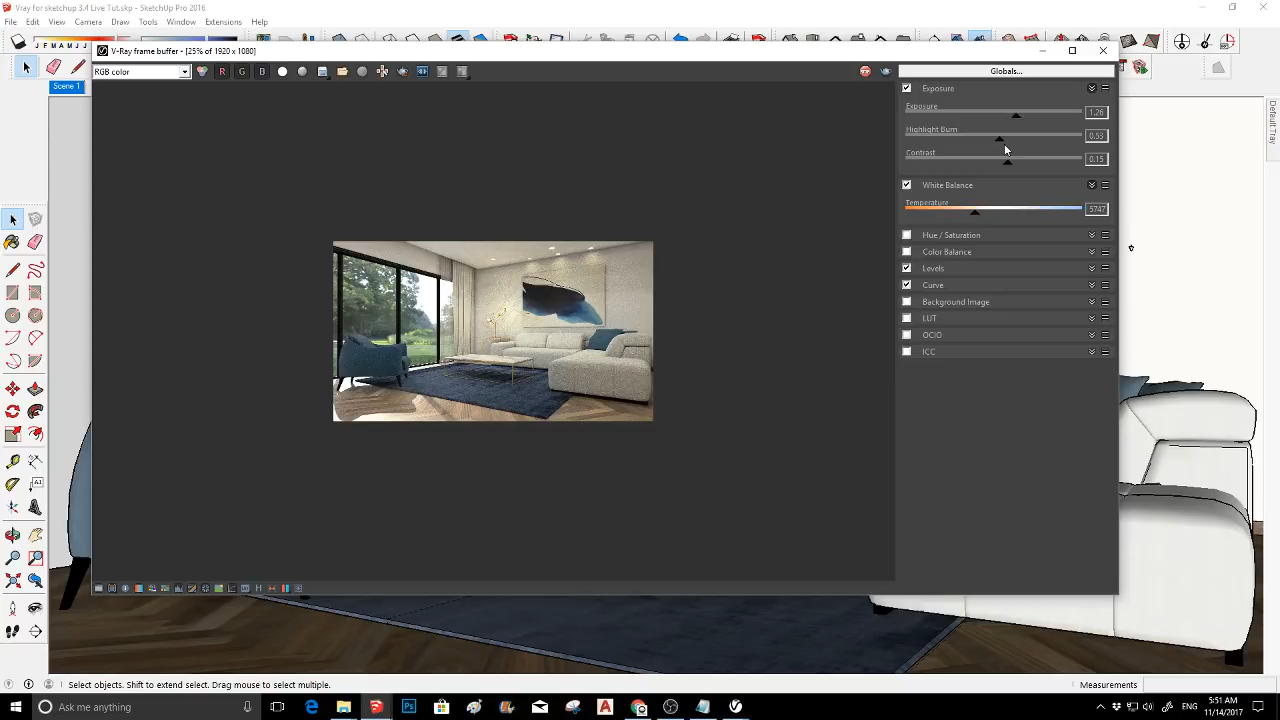 Vray for sketchup 3.4 Live Tut.skp - SketchUp Pro 2016
File Edit View Camera Draw Tools Window Extensions
J F M A M J J A S O N D
V-Ray frame buffer - [25% of 1920 x 1080]
RGB color
R G B
Globals...
Scene 1
Exposure
Exposure
1.26
Highlight Burn
0.53
Contrast
0.15
White Balance
Temperature
5747
Hue / Saturation
Color Balance
Levels
Curve
Background Image
LUT
OCIO
ICC
Default Tray
Select objects. Shift to extend select. Drag mouse to select multiple.
Measurements
Ask me anything
5:51 AM
11/14/2017